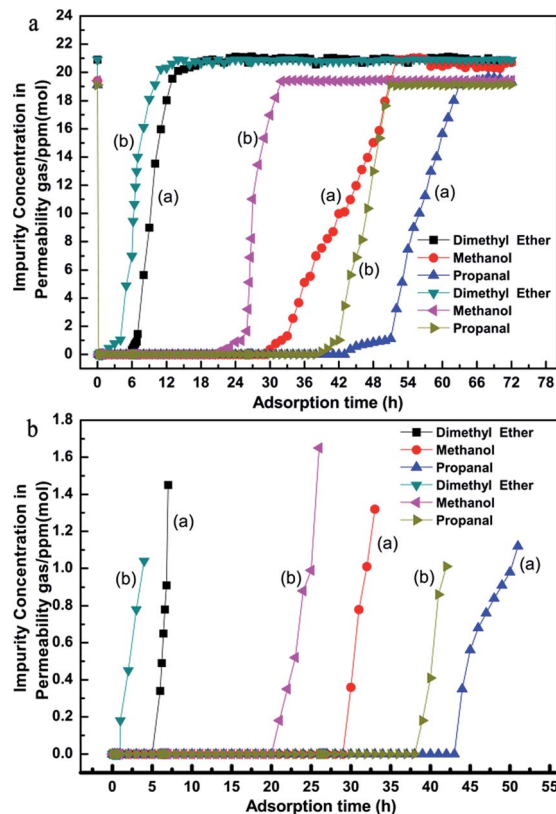 a
Impurity Concentration in
Permeability gas/ppm(mol)
22
20
18
16
14
12
10
8
6
4
2
0
(b)
(a)
(b)
(a)
(b)
(a)
Dimethyl Ether
Methanol
Propanal
Dimethyl Ether
Methanol
Propanal
0 6 12 18 24 30 36 42 48 54 60 66 72 78
Adsorption time (h)
b
Impurity Concentration in
Permeability gas/ppm(mol)
1.8
1.6
1.4
1.2
1.0
0.8
0.6
0.4
0.2
0.0
Dimethyl Ether
Methanol
Propanal
Dimethyl Ether
Methanol
Propanal
(a)
(b)
(b)
(a)
(b)
(a)
0 5 10 15 20 25 30 35 40 45 50 55
Adsorption time (h)